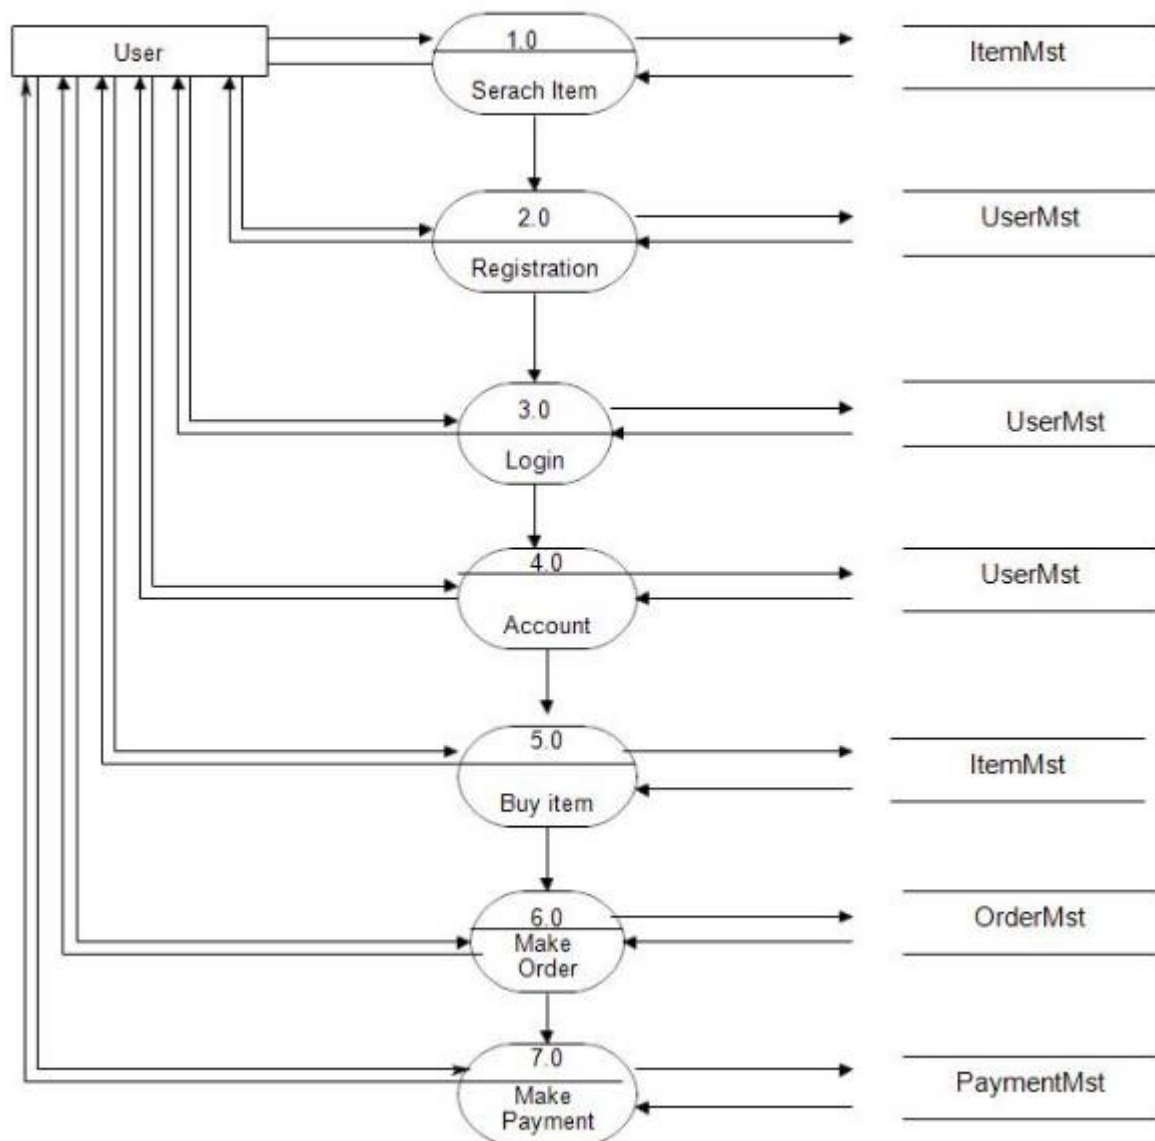 User
1.0
Serach Item
ItemMst
2.0
Registration
UserMst
3.0
Login
UserMst
4.0
Account
UserMst
5.0
Buy item
ItemMst
6.0
Make
Order
OrderMst
7.0
Make
Payment
PaymentMst